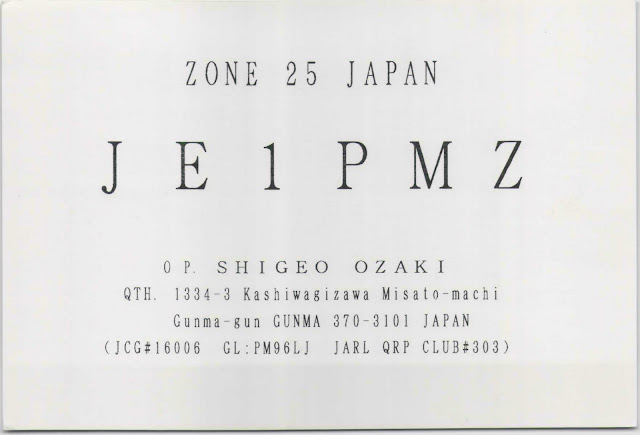 ZONE 25 JAPAN
JE1PMZ
OP. SHIGEO OZAKI
QTH. 1334-3 Kashiwagizawa Misato-machi
Gunma-gun GUNMA 370-3101 JAPAN
(JCG#16006 GL:PM96LJ JARL QRP CLUB#303)